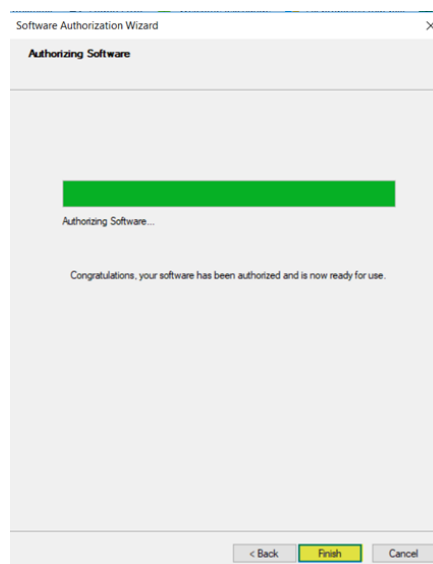 Software Authorization Wizard
Authorizing Software
Authorizing Software...
Congratulations, your software has been authorized and is now ready for use.
< Back Finish Cancel